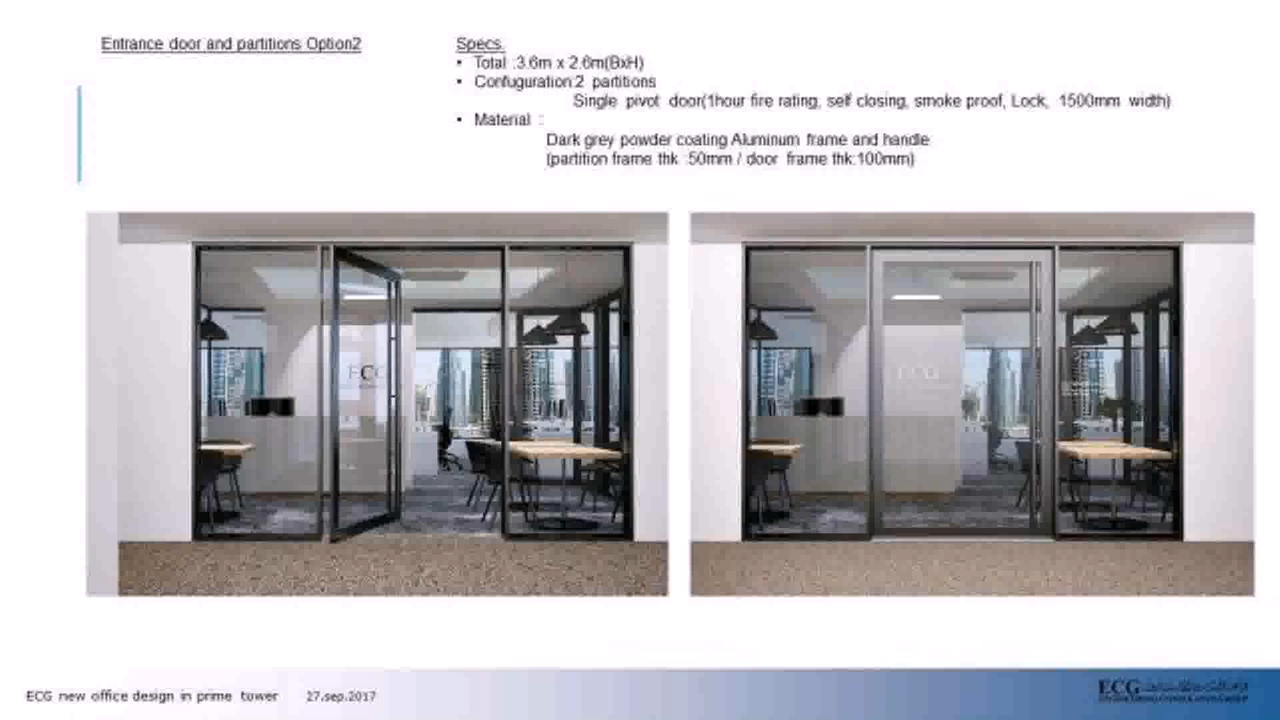 Entrance door and partitions Option2
Specs.
• Total :3.6m x 2.6m(BxH)
• Confuguration:2 partitions
Single pivot door(1hour fire rating, self closing, smoke proof, Lock, 1500mm width)
• Material :
Dark grey powder coating Aluminum frame and handle
(partition frame thk :50mm / door frame thk:100mm)
ECG
ECG
ECG new office design in prime tower 27.sep.2017
ECG